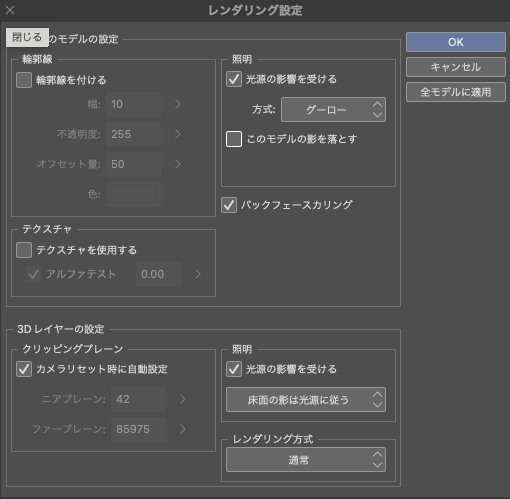 レンダリング設定
閉じる
のモデルの設定
輪郭線
輪郭線を付ける
幅: 10
不透明度: 255
オフセット量: 50
色:
照明
光源の影響を受ける
方式: グーロー
このモデルの影を落とす
バックフェースカリング
テクスチャ
テクスチャを使用する
アルファテスト 0.00
OK
キャンセル
全モデルに適用
3Dレイヤーの設定
クリッピングプレーン
カメラリセット時に自動設定
ニアプレーン: 42
ファープレーン: 85975
照明
光源の影響を受ける
床面の影は光源に従う
レンダリング方式
通常